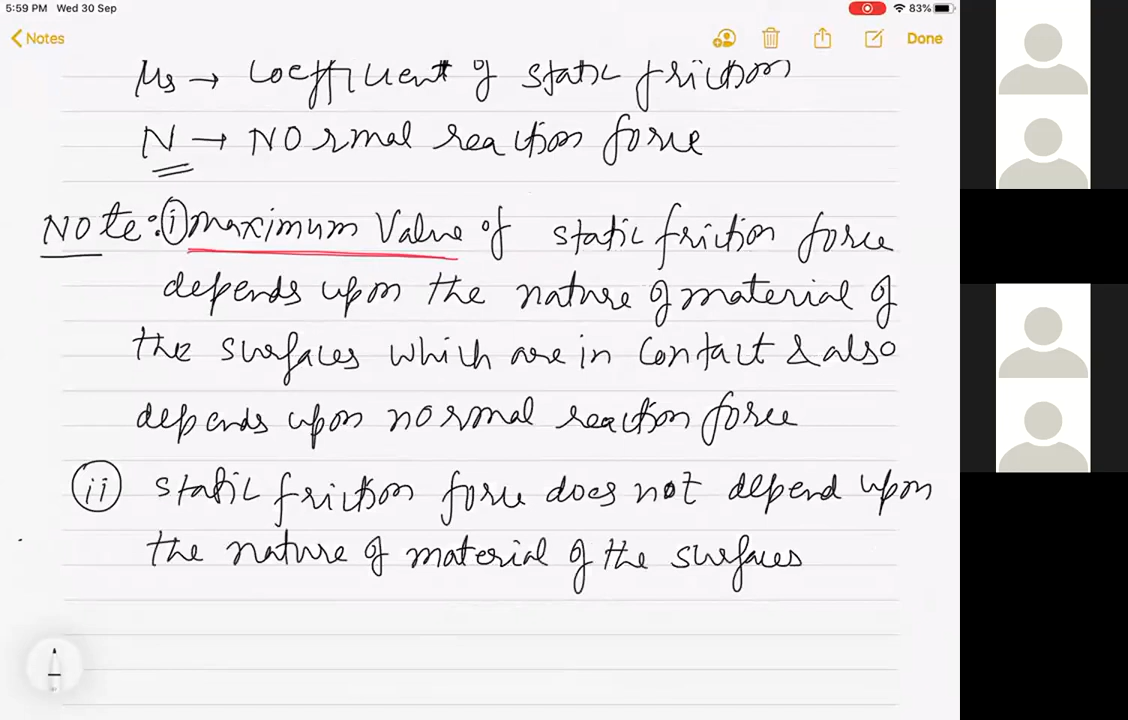 5:59 PM Wed 30 Sep
83%
Notes
Done
μs → Coefficient of static friction
N → Normal reaction force
Note: (i) Maximum Value of static friction force
depends upon the nature of material of
the surfaces which are in Contact & also
depends upon normal reaction force
(ii) static friction force does not depend upon
the nature of material of the surfaces